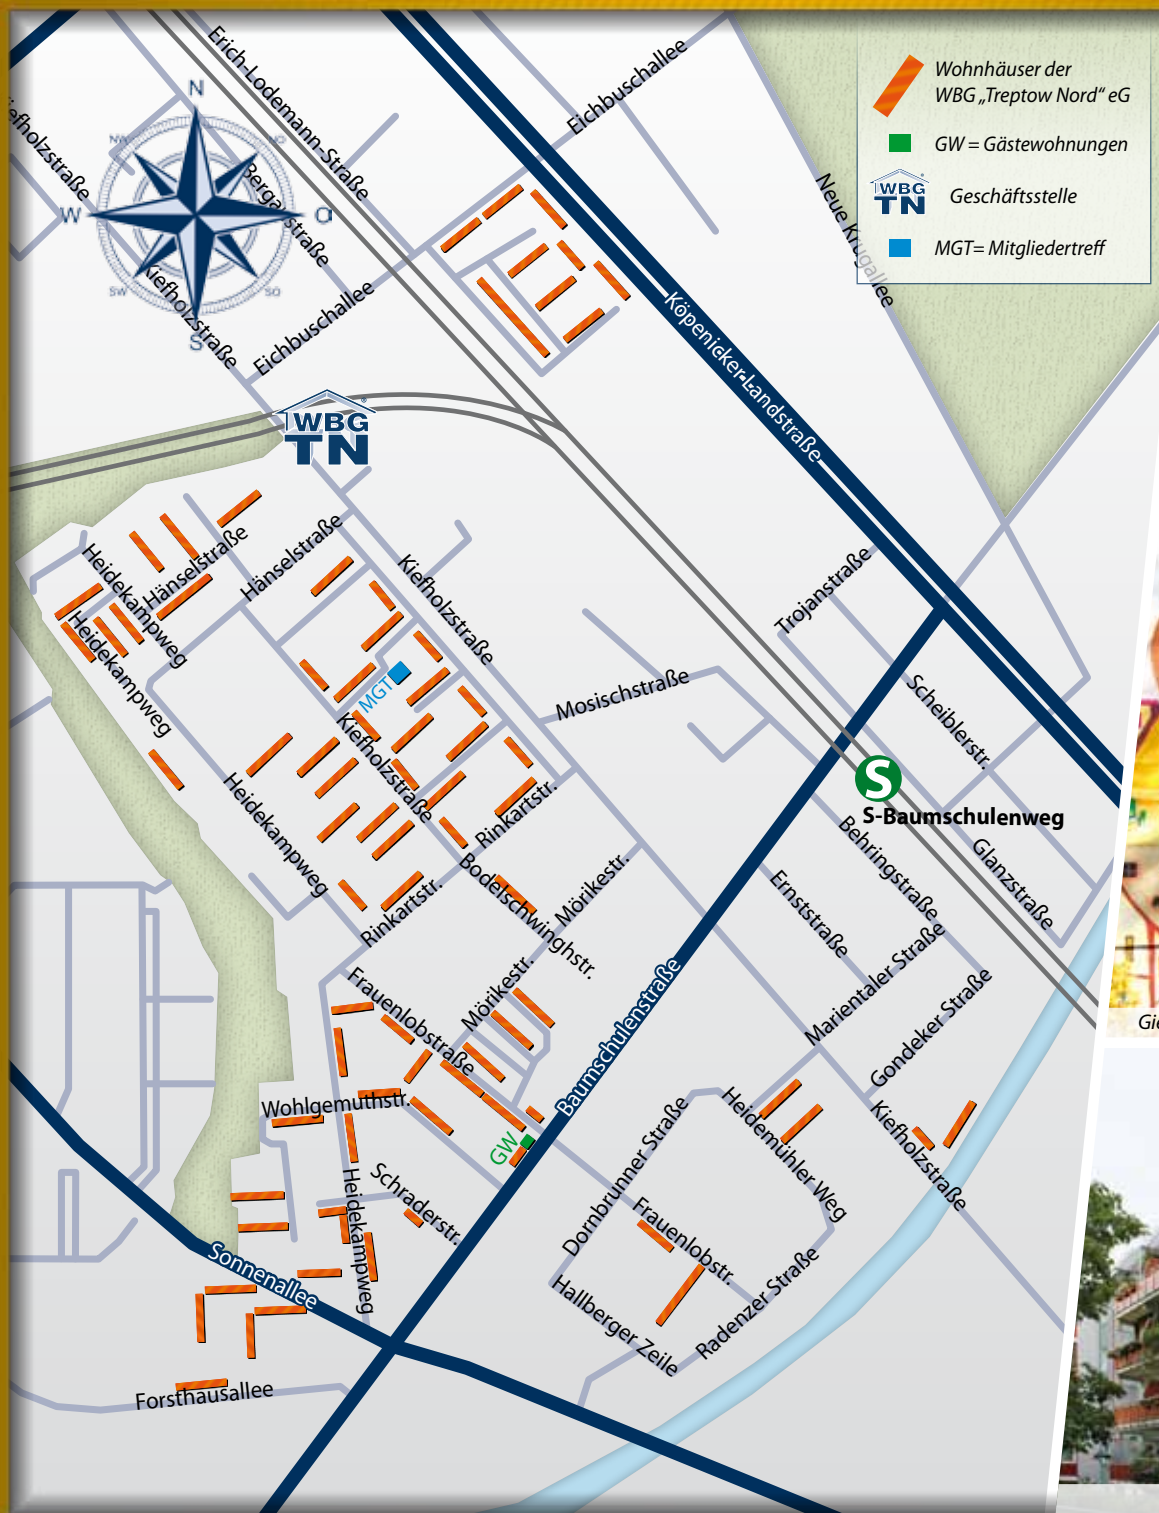 Erich-Lodemann-Straße
Eichbuschallee
Wohnhäuser der
WBG „Treptow Nord“ eG
GW = Gästewohnungen
WBG
TN
Geschäftsstelle
MGT= Mitgliedertreff
N
NW
NO
W
O
SW
SO
S
Kiefholzstraße
Neue Krugallee
Kiefholzstraße
Eichbuschallee
Köpenicker-Landstraße
WBG
TN
Hänselstraße
Hänselstraße
Heidekampweg
Heidekampweg
Kiefholzstraße
Trojanstraße
MGT
Mosischstraße
Scheiblerstr.
Kiefholzstraße
Heidekampweg
S
S-Baumschulenweg
Rinkartstr.
Behringstraße
Glanzstraße
Bodelschwinghstr.
Mörikestr.
Ernststraße
Rinkartstr.
Marientaler Straße
Frauenlobstraße
Mörikestr.
Baumschulenstraße
Gondeker Straße
Wohlgemuthstr.
Heidemühler Weg
Kiefholzstraße
GW
Dornbrunner Straße
Schraderstr.
Heidekampweg
Frauenlobstr.
Sonnenallee
Radenzer Straße
Hallberger Zeile
Forsthausallee